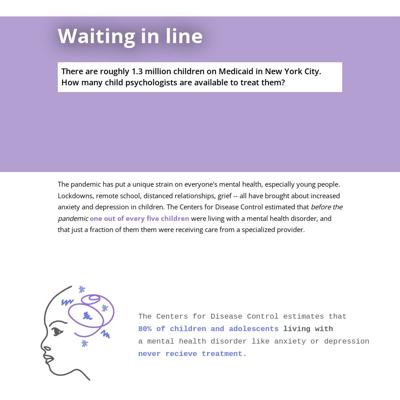 Waiting in line
There are roughly 1.3 million children on Medicaid in New York City.
How many child psychologists are available to treat them?
The pandemic has put a unique strain on everyone's mental health, especially young people.
Lockdowns, remote school, distanced relationships, grief -- all have brought about increased
anxiety and depression in children. The Centers for Disease Control estimated that before the
pandemic one out of every five children were living with a mental health disorder, and
that just a fraction of them them were receiving care from a specialized provider.
The Centers for Disease Control estimates that
80% of children and adolescents living with
a mental health disorder like anxiety or depression
never recieve treatment.